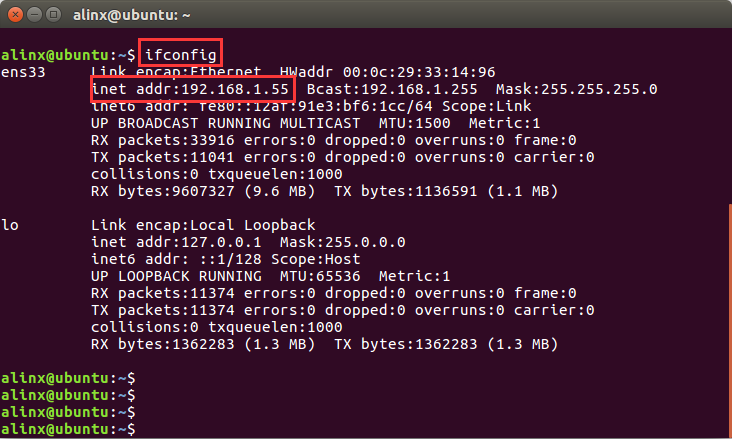 alinx@ubuntu: ~
alinx@ubuntu:~$ ifconfig
ens33     Link encap:Ethernet  HWaddr 00:0c:29:33:14:96
          inet addr:192.168.1.55  Bcast:192.168.1.255  Mask:255.255.255.0
          inet6 addr: fe80::12af:91e3:bf6:1cc/64 Scope:Link
          UP BROADCAST RUNNING MULTICAST  MTU:1500  Metric:1
          RX packets:33916 errors:0 dropped:0 overruns:0 frame:0
          TX packets:11041 errors:0 dropped:0 overruns:0 carrier:0
          collisions:0 txqueuelen:1000
          RX bytes:9607327 (9.6 MB)  TX bytes:1136591 (1.1 MB)

lo        Link encap:Local Loopback
          inet addr:127.0.0.1  Mask:255.0.0.0
          inet6 addr: ::1/128 Scope:Host
          UP LOOPBACK RUNNING  MTU:65536  Metric:1
          RX packets:11374 errors:0 dropped:0 overruns:0 frame:0
          TX packets:11374 errors:0 dropped:0 overruns:0 carrier:0
          collisions:0 txqueuelen:1000
          RX bytes:1362283 (1.3 MB)  TX bytes:1362283 (1.3 MB)

alinx@ubuntu:~$
alinx@ubuntu:~$
alinx@ubuntu:~$
alinx@ubuntu:~$